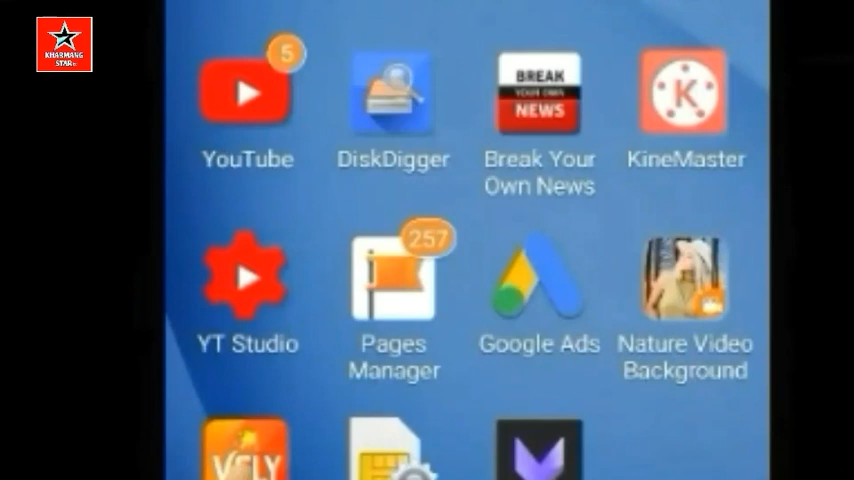 KHARMANG
STAR
5
BREAK
YOUR OWN
NEWS
K
YouTube
DiskDigger
Break Your
Own News
KineMaster
257
YT Studio
Pages
Manager
Google Ads
Nature Video
Background